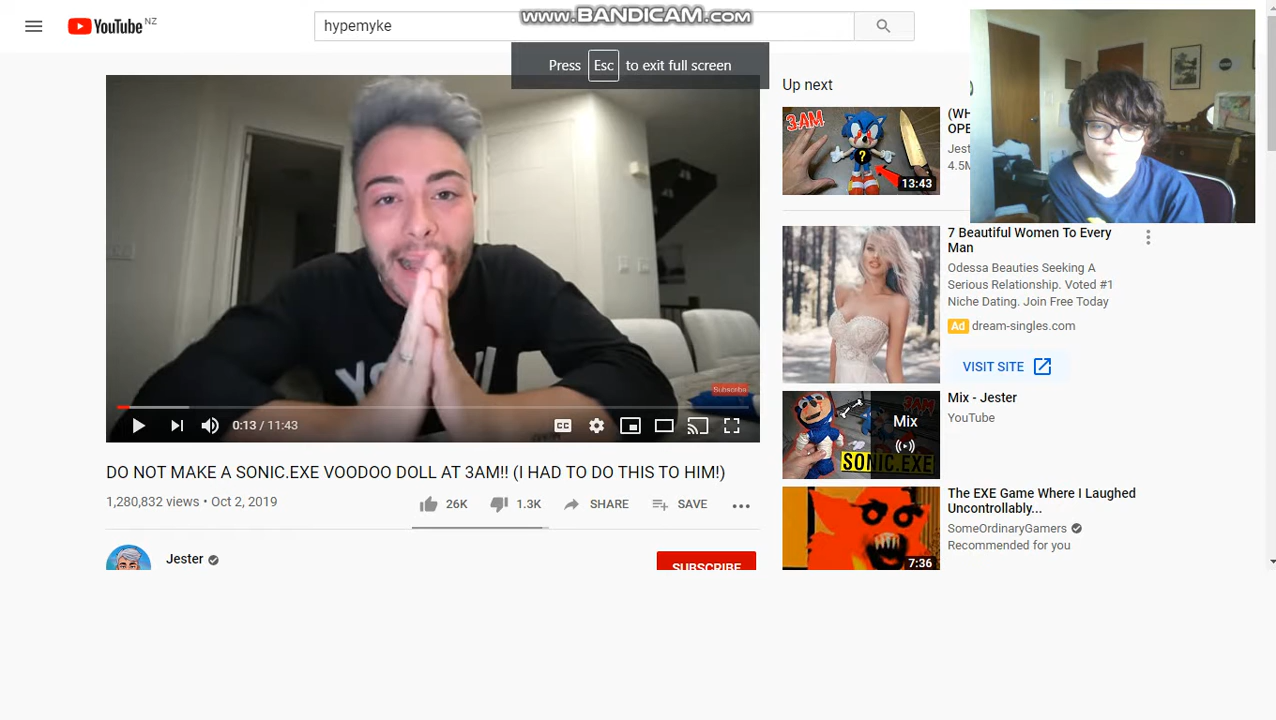 YouTube NZ
hypemyke
WWW.BANDICAM.COM
Press Esc to exit full screen
Subscribe
0:13 / 11:43
CC
DO NOT MAKE A SONIC.EXE VOODOO DOLL AT 3AM!! (I HAD TO DO THIS TO HIM!)
1,280,832 views • Oct 2, 2019
26K
1.3K
SHARE
SAVE
Jester
SUBSCRIBE
Up next
3AM
?
13:43
(WH
OPE
Jest
4.5M
7 Beautiful Women To Every
Man
Odessa Beauties Seeking A
Serious Relationship. Voted #1
Niche Dating. Join Free Today
Ad dream-singles.com
VISIT SITE
3AM
Mix
SONIC.EXE
Mix - Jester
YouTube
7:36
The EXE Game Where I Laughed
Uncontrollably...
SomeOrdinaryGamers
Recommended for you